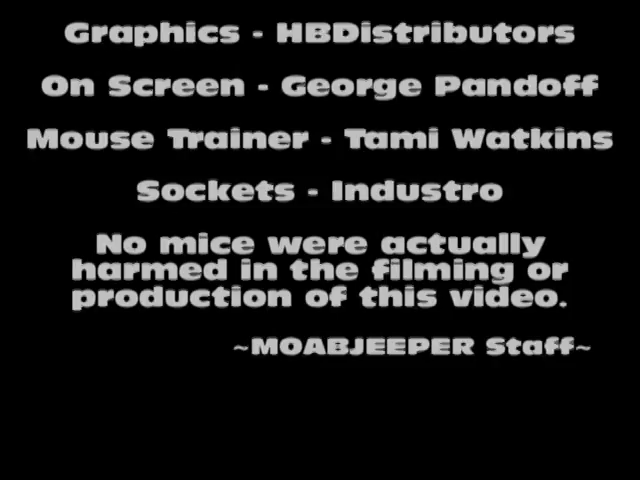 Graphics - HBDistributors
On Screen - George Pandoff
Mouse Trainer - Tami Watkins
Sockets - Industro
No mice were actually
harmed in the filming or
production of this video.
~MOABJEEPER Staff~